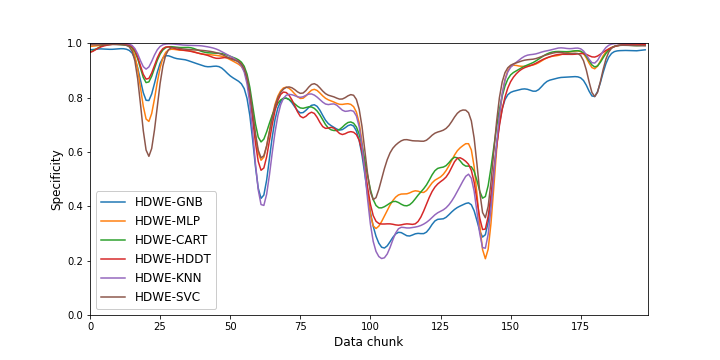 1.0
0.8
0.6
0.4
0.2
0.0
Specificity
HDWE-GNB
HDWE-MLP
HDWE-CART
HDWE-HDDT
HDWE-KNN
HDWE-SVC
0 25 50 75 100 125 150 175
Data chunk